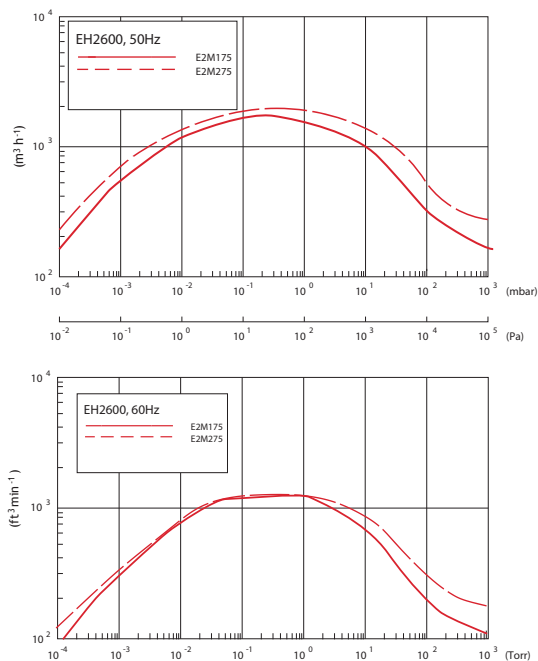 10⁴
EH2600, 50Hz
E2M175
E2M275
(m³ h⁻¹)
10³
10²
10⁻⁴ 10⁻³ 10⁻² 10⁻¹ 10⁰ 10¹ 10² 10³ (mbar)
10⁻² 10⁻¹ 10⁰ 10¹ 10² 10³ 10⁴ 10⁵ (Pa)
10⁴
EH2600, 60Hz
E2M175
E2M275
(ft³min⁻¹)
10³
10²
10⁻⁴ 10⁻³ 10⁻² 10⁻¹ 10⁰ 10¹ 10² 10³ (Torr)